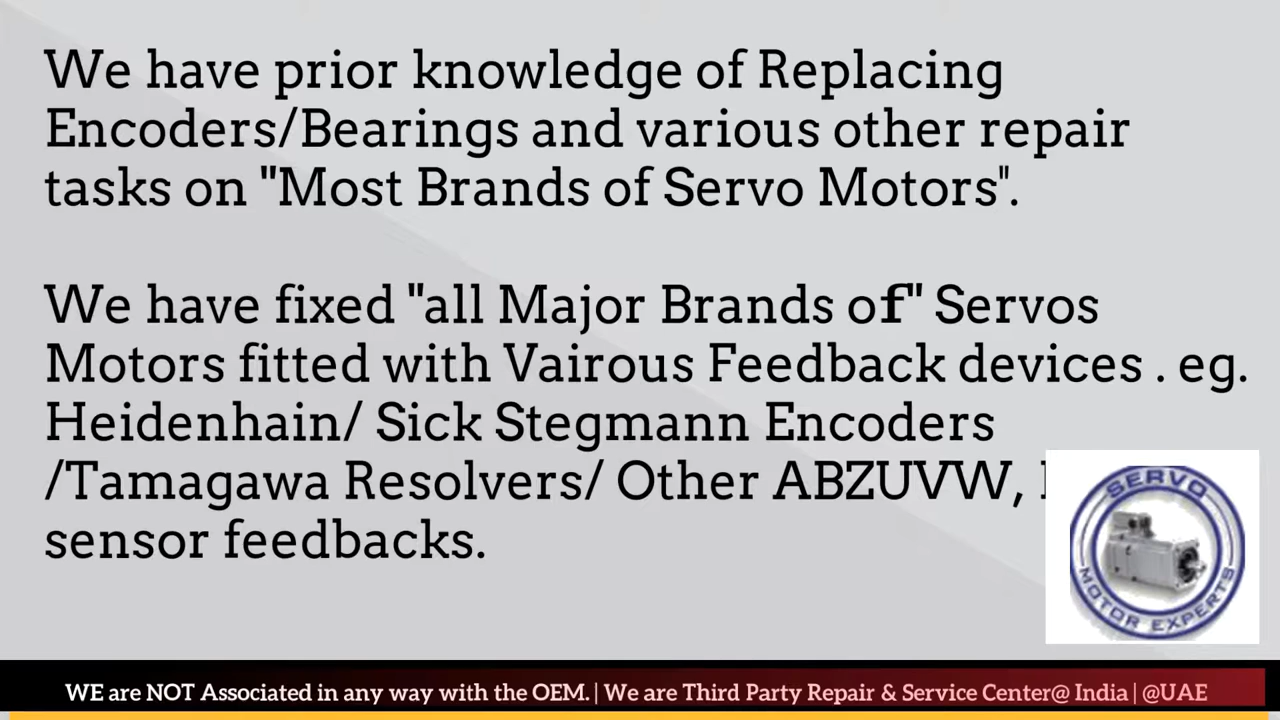 We have prior knowledge of Replacing
Encoders/Bearings and various other repair
tasks on "Most Brands of Servo Motors".
We have fixed "all Major Brands of" Servos
Motors fitted with Vairous Feedback devices . eg.
Heidenhain/ Sick Stegmann Encoders
/Tamagawa Resolvers/ Other ABZUVW,
sensor feedbacks.
SERVO
MOTOR EXPERTS
WE are NOT Associated in any way with the OEM. | We are Third Party Repair & Service Center@ India | @UAE